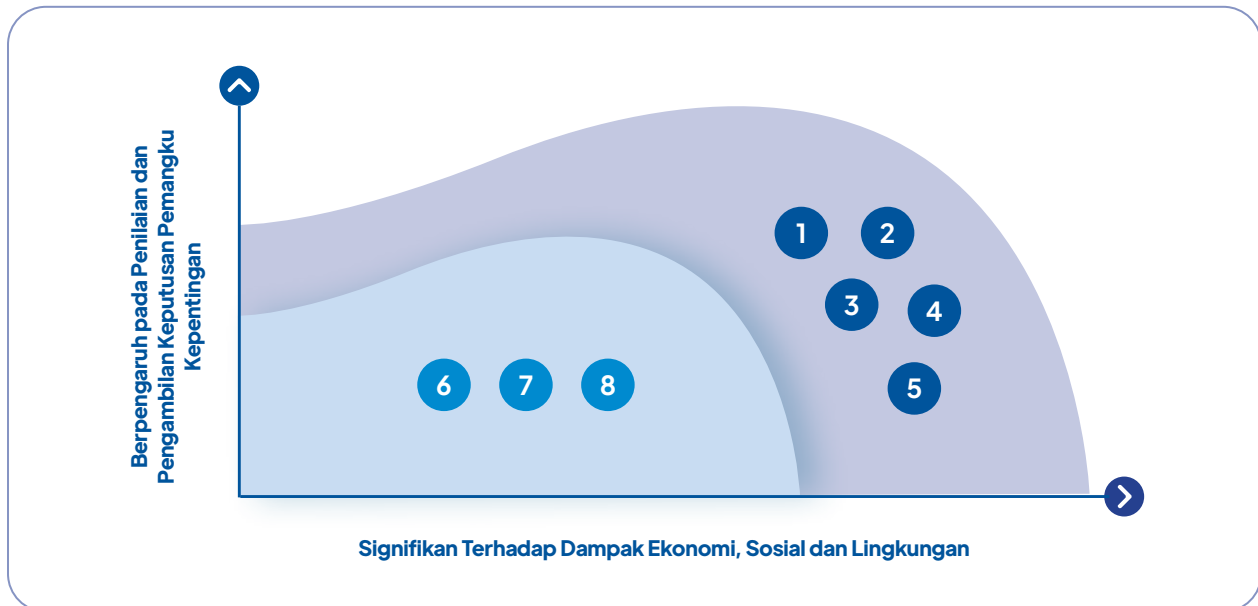 Berpengaruh pada Penilaian dan
Pengambilan Keputusan Pemangku
Kepentingan
1
2
3
4
5
6
7
8
Signifikan Terhadap Dampak Ekonomi, Sosial dan Lingkungan